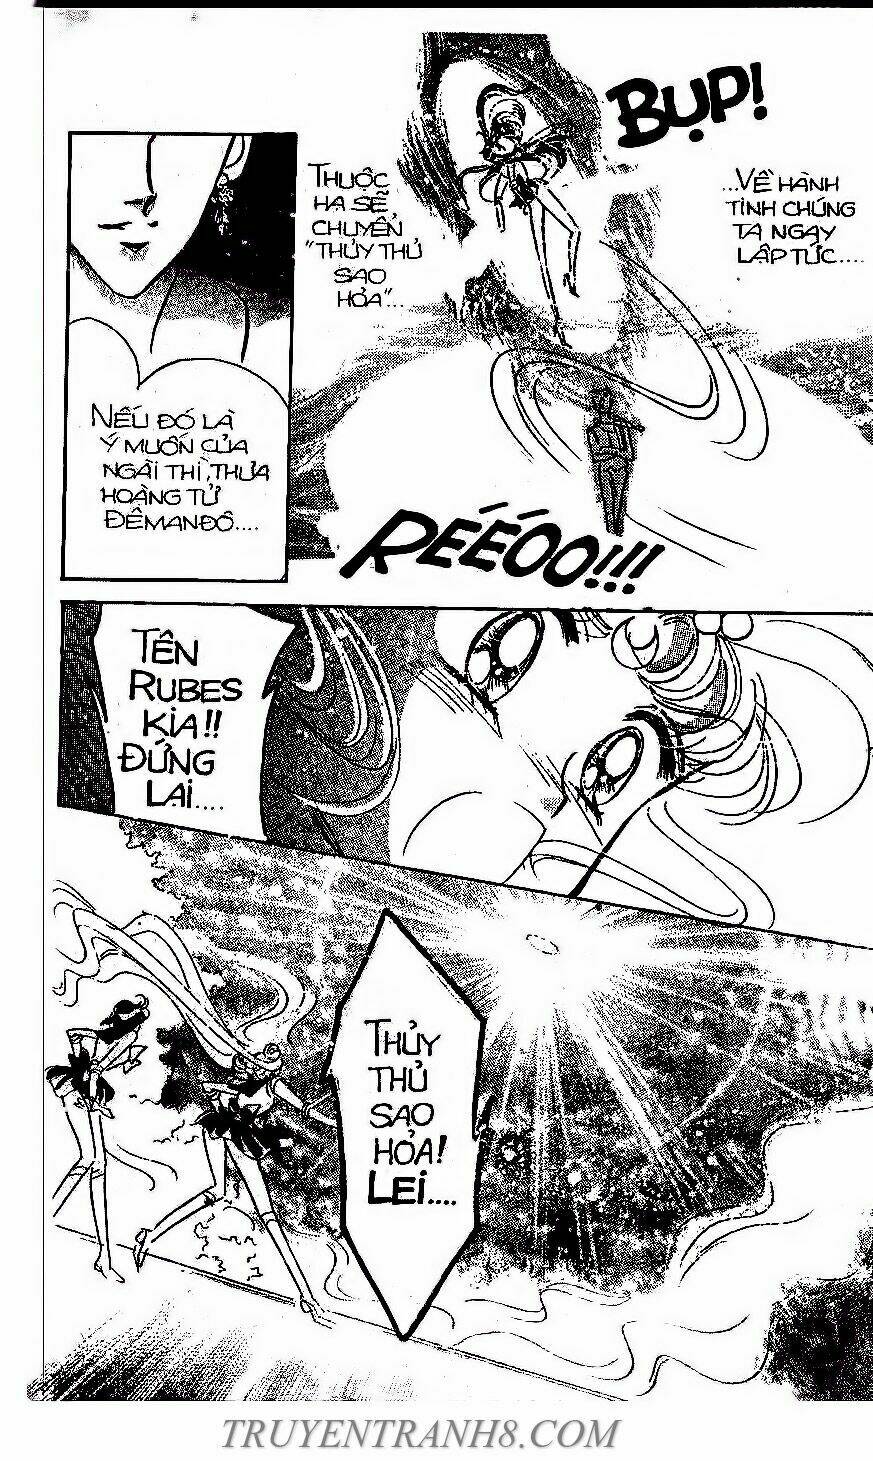 BỤP!
NẾU ĐÓ LÀ
Ý MUỐN CỦA
NGÀI THÌ, THƯA
HOÀNG TỬ
ĐÊMANĐÔ....
THUỘC
HẠ SẼ
CHUYỂN
"THỦY THỦ
SAO
HỎA"...
...VỀ HÀNH
TINH CHÚNG
TA NGAY
LẬP TỨC....
REÉÓO!!!
TÊN
RUBES
KIA!!
ĐỨNG
LẠI....
THỦY
THỦ
SAO
HỎA!
LEI....
TRUYENTRANH8.COM